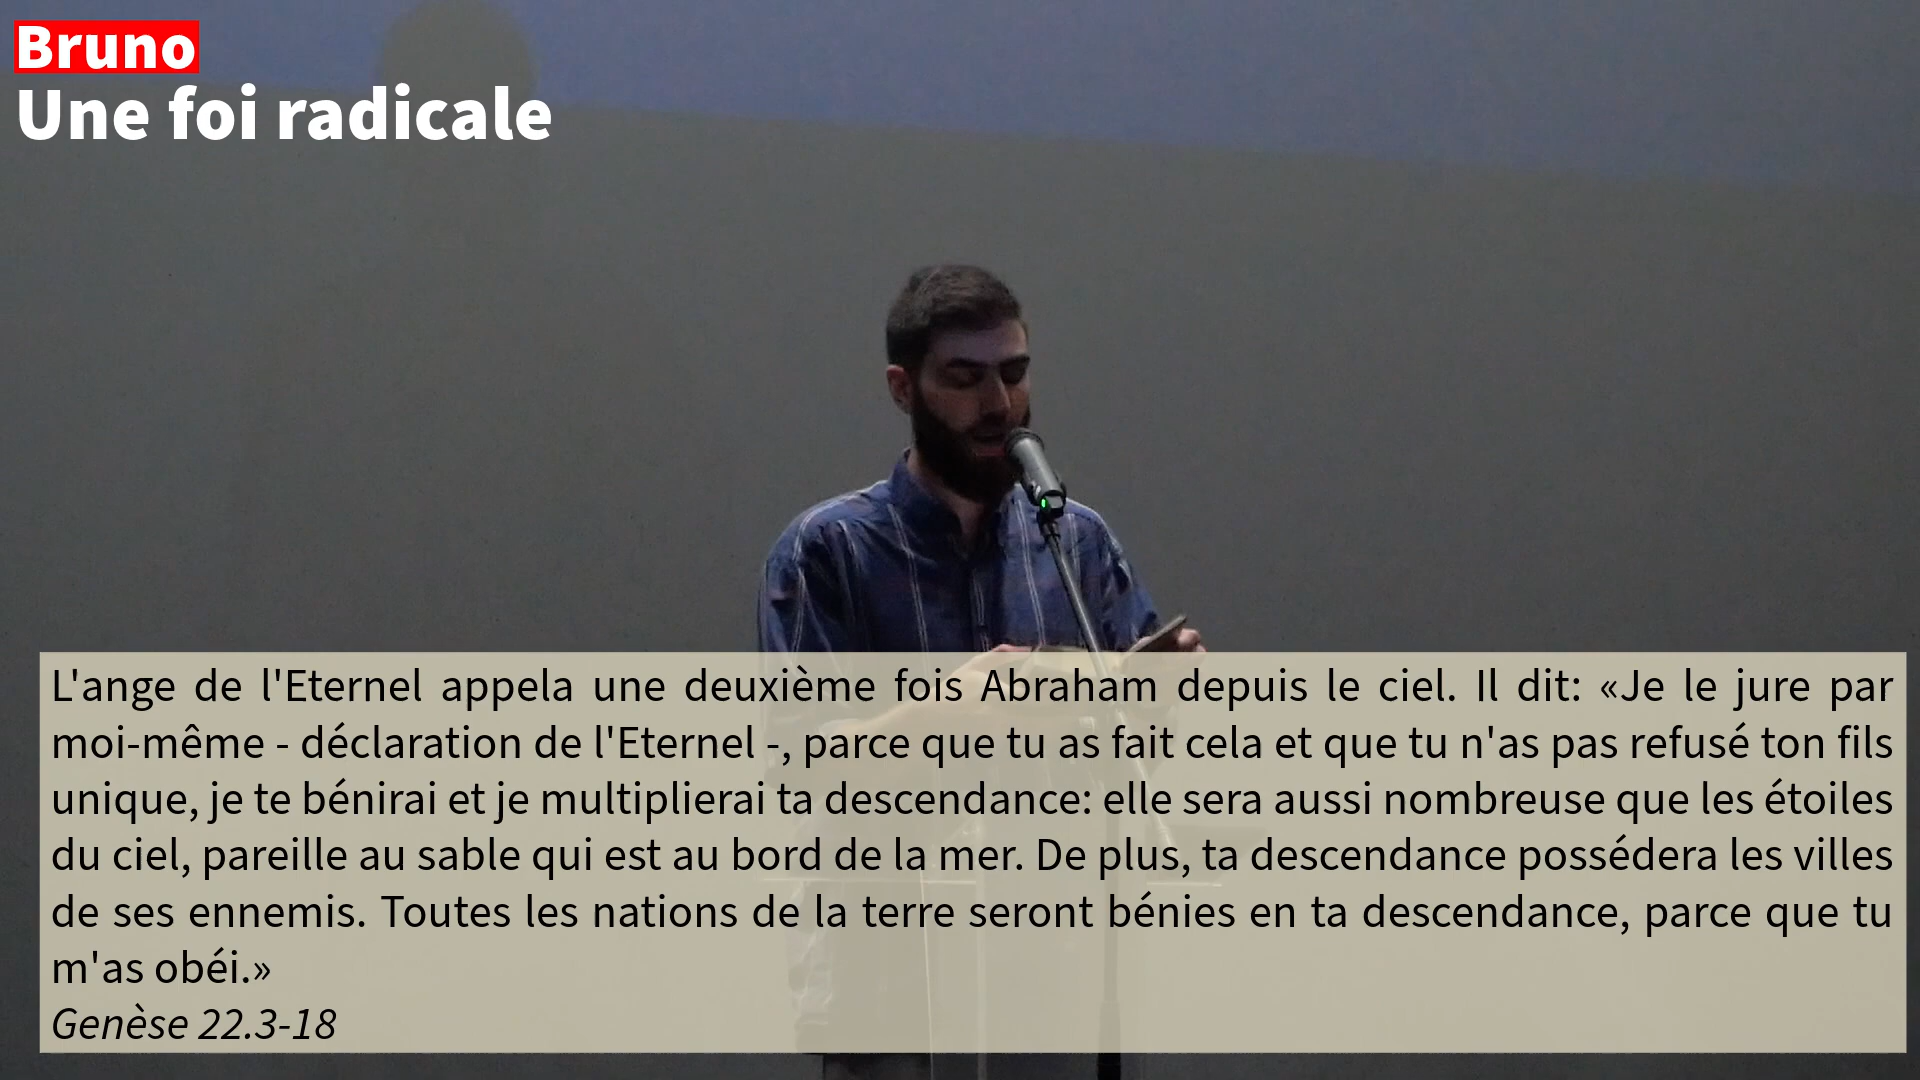 Bruno
Une foi radicale
L'ange de l'Eternel appela une deuxième fois Abraham depuis le ciel. Il dit: «Je le jure par
moi-même - déclaration de l'Eternel -, parce que tu as fait cela et que tu n'as pas refusé ton fils
unique, je te bénirai et je multiplierai ta descendance: elle sera aussi nombreuse que les étoiles
du ciel, pareille au sable qui est au bord de la mer. De plus, ta descendance possédera les villes
de ses ennemis. Toutes les nations de la terre seront bénies en ta descendance, parce que tu
m'as obéi.»
Genèse 22.3-18